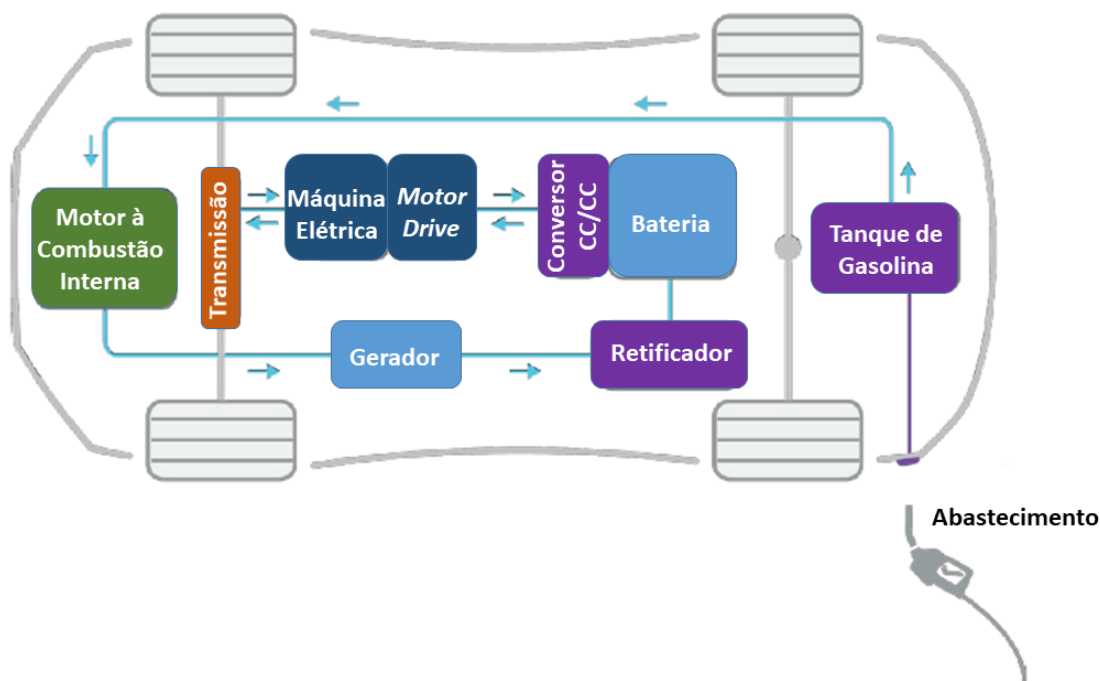 Motor à
Combustão
Interna
Transmissão
Máquina
Elétrica
Motor
Drive
Conversor
CC/CC
Bateria
Tanque de
Gasolina
Gerador
Retificador
Abastecimento